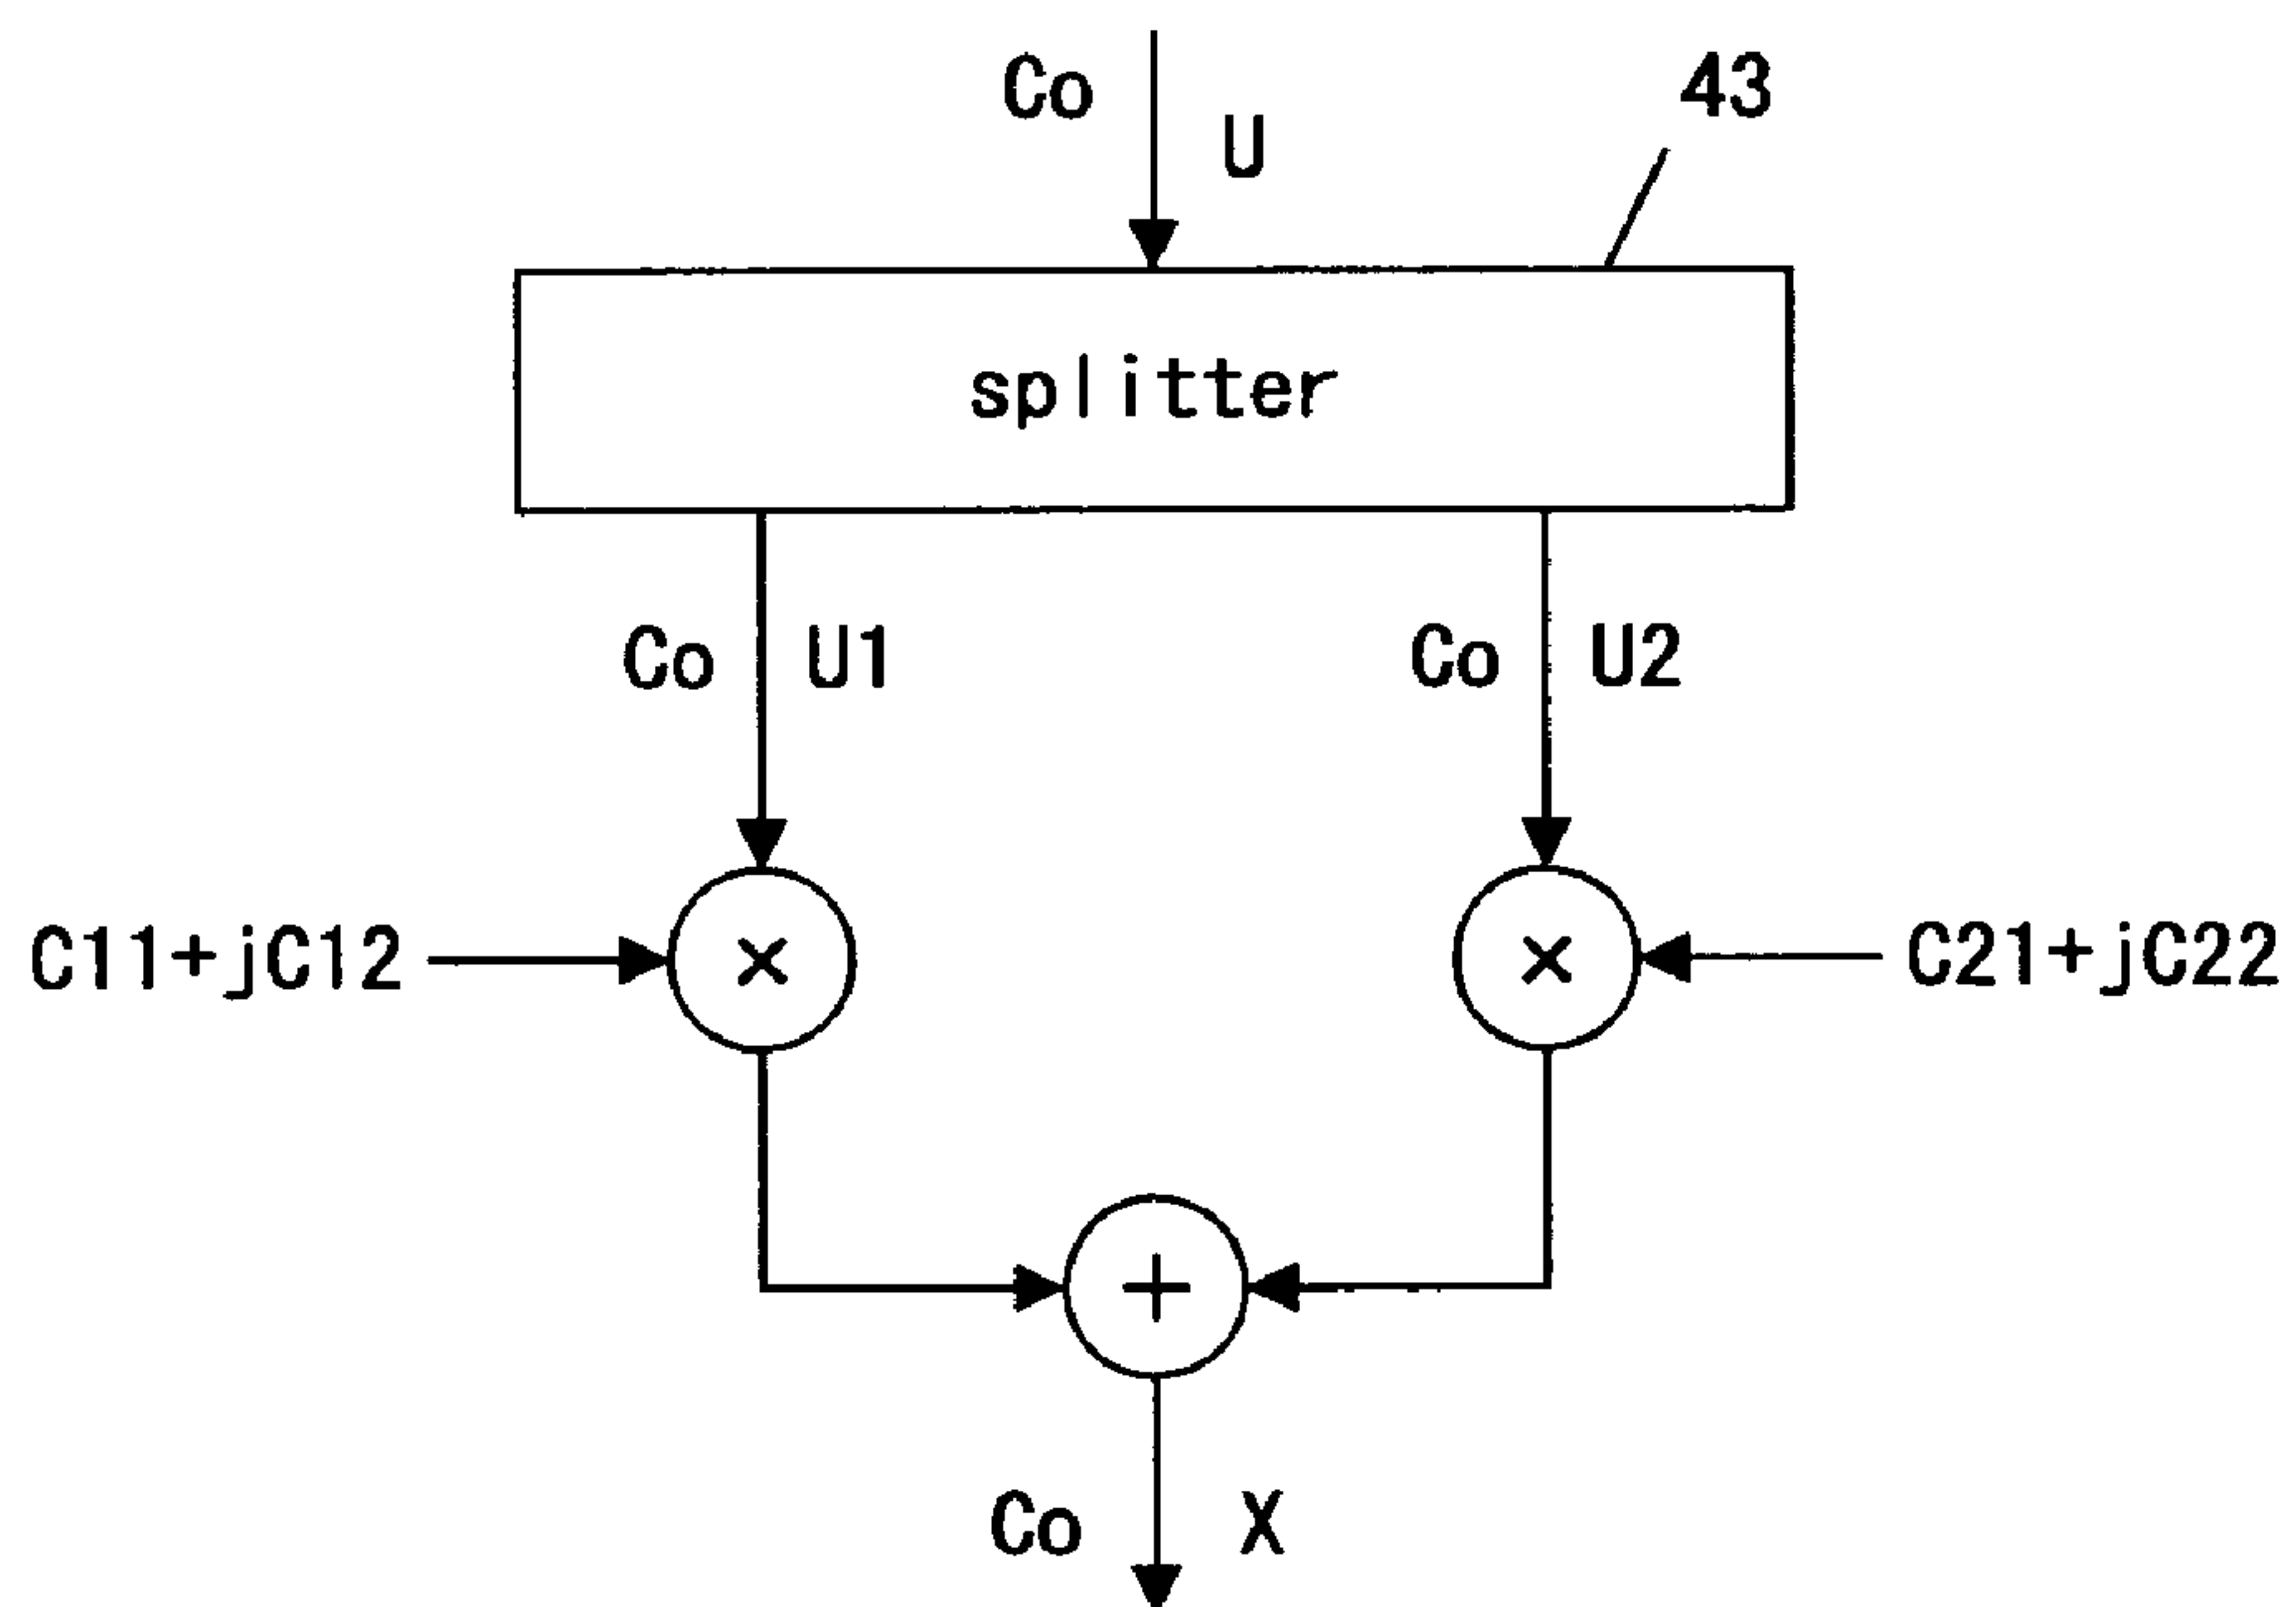 Co
U
43
splitter
Co
U1
Co
U2
C11+jC12
×
×
C21+jC22
+
Co
X